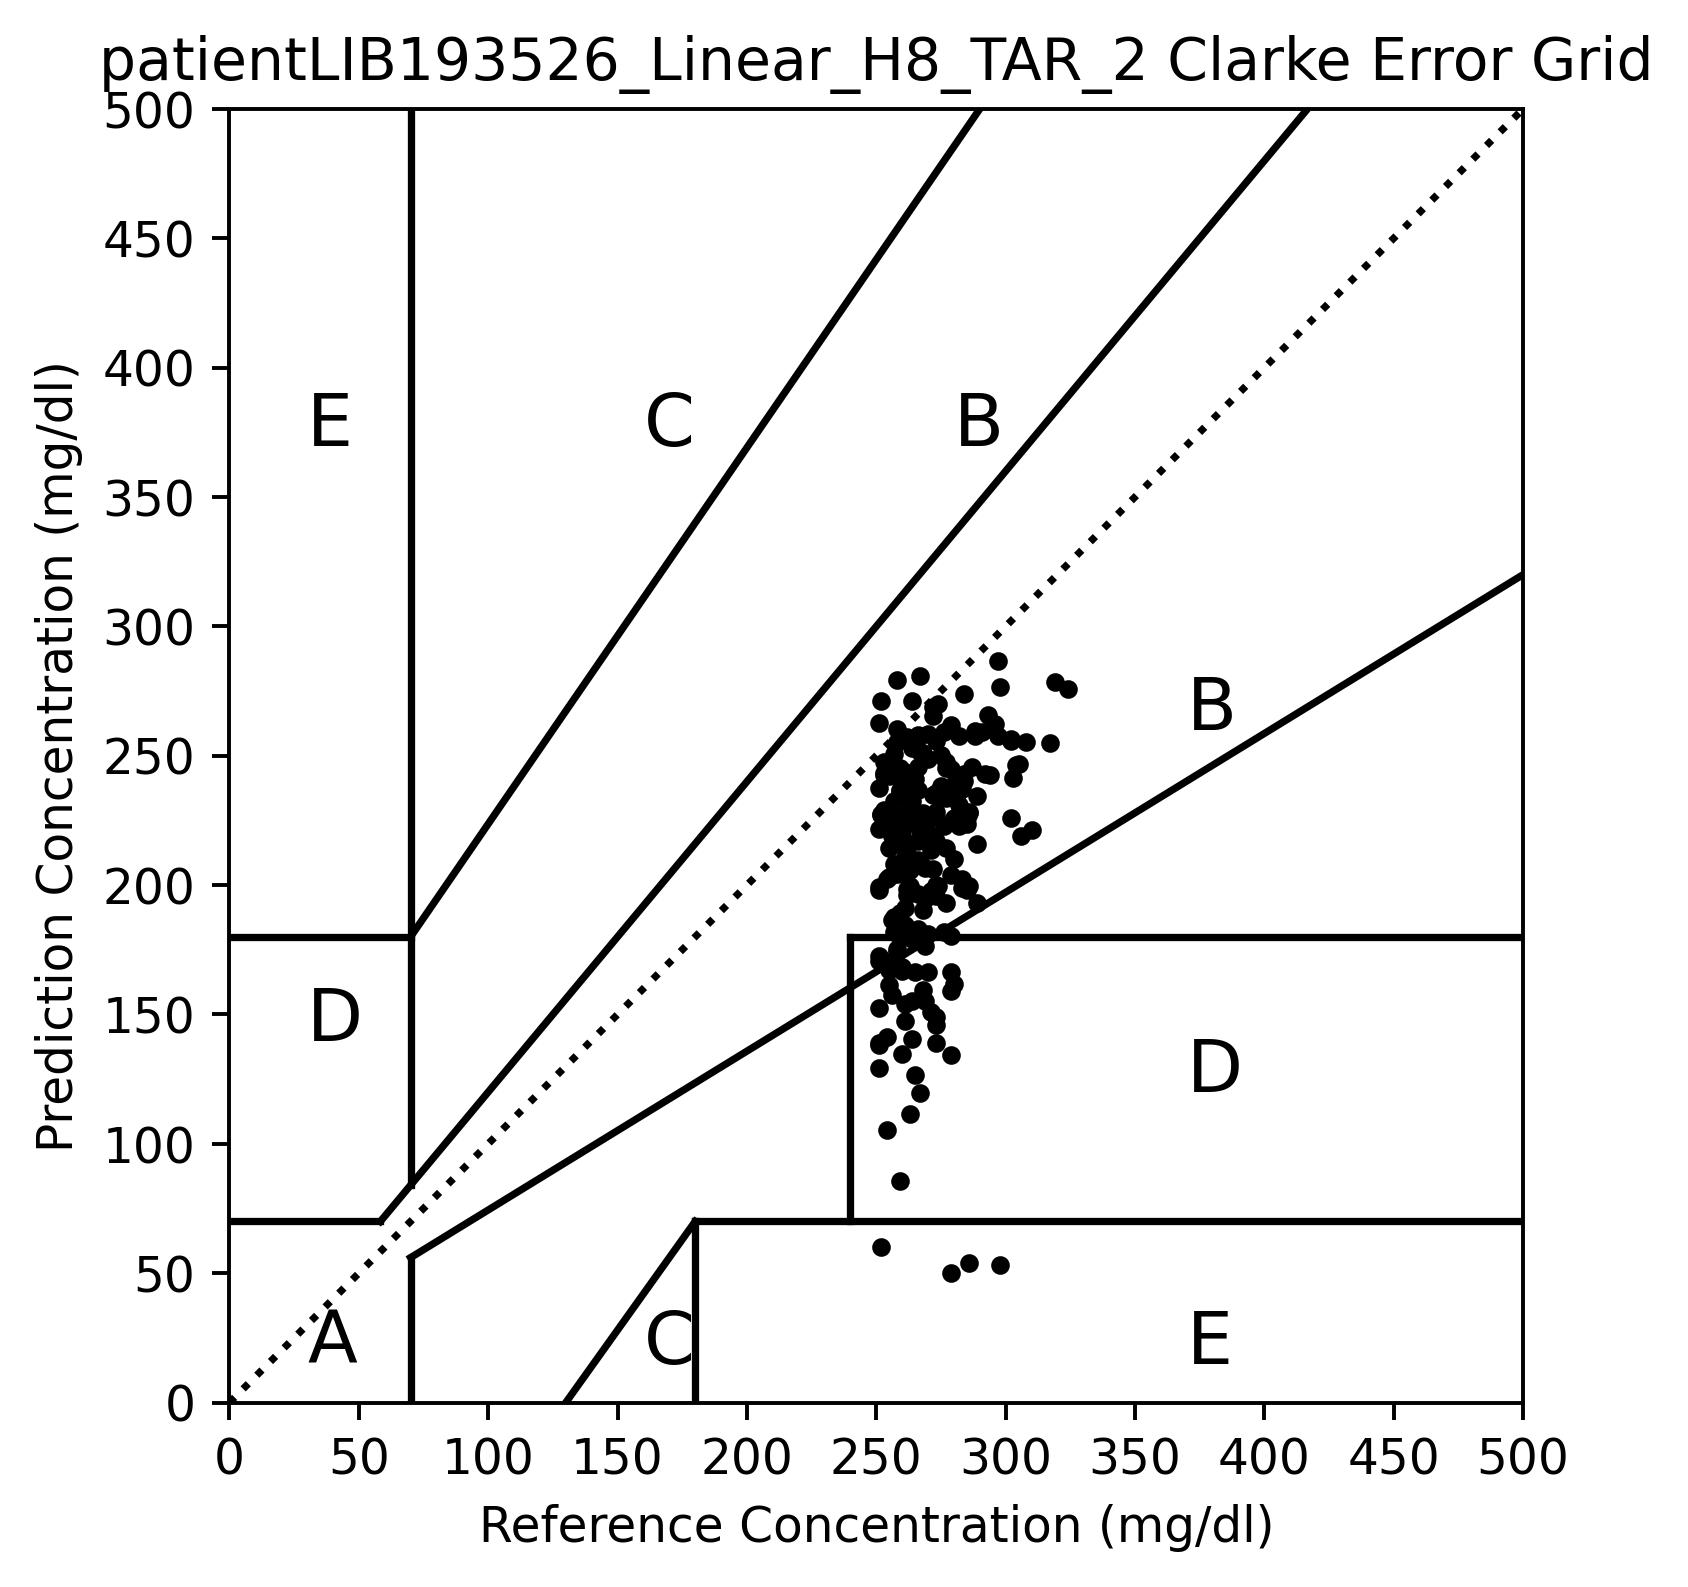 patientLIB193526_Linear_H8_TAR_2 Clarke Error Grid
500
450
400
350
300
250
200
150
100
50
0
Prediction Concentration (mg/dl)
E
C
B
B
D
D
A
C
E
0 50 100 150 200 250 300 350 400 450 500
Reference Concentration (mg/dl)